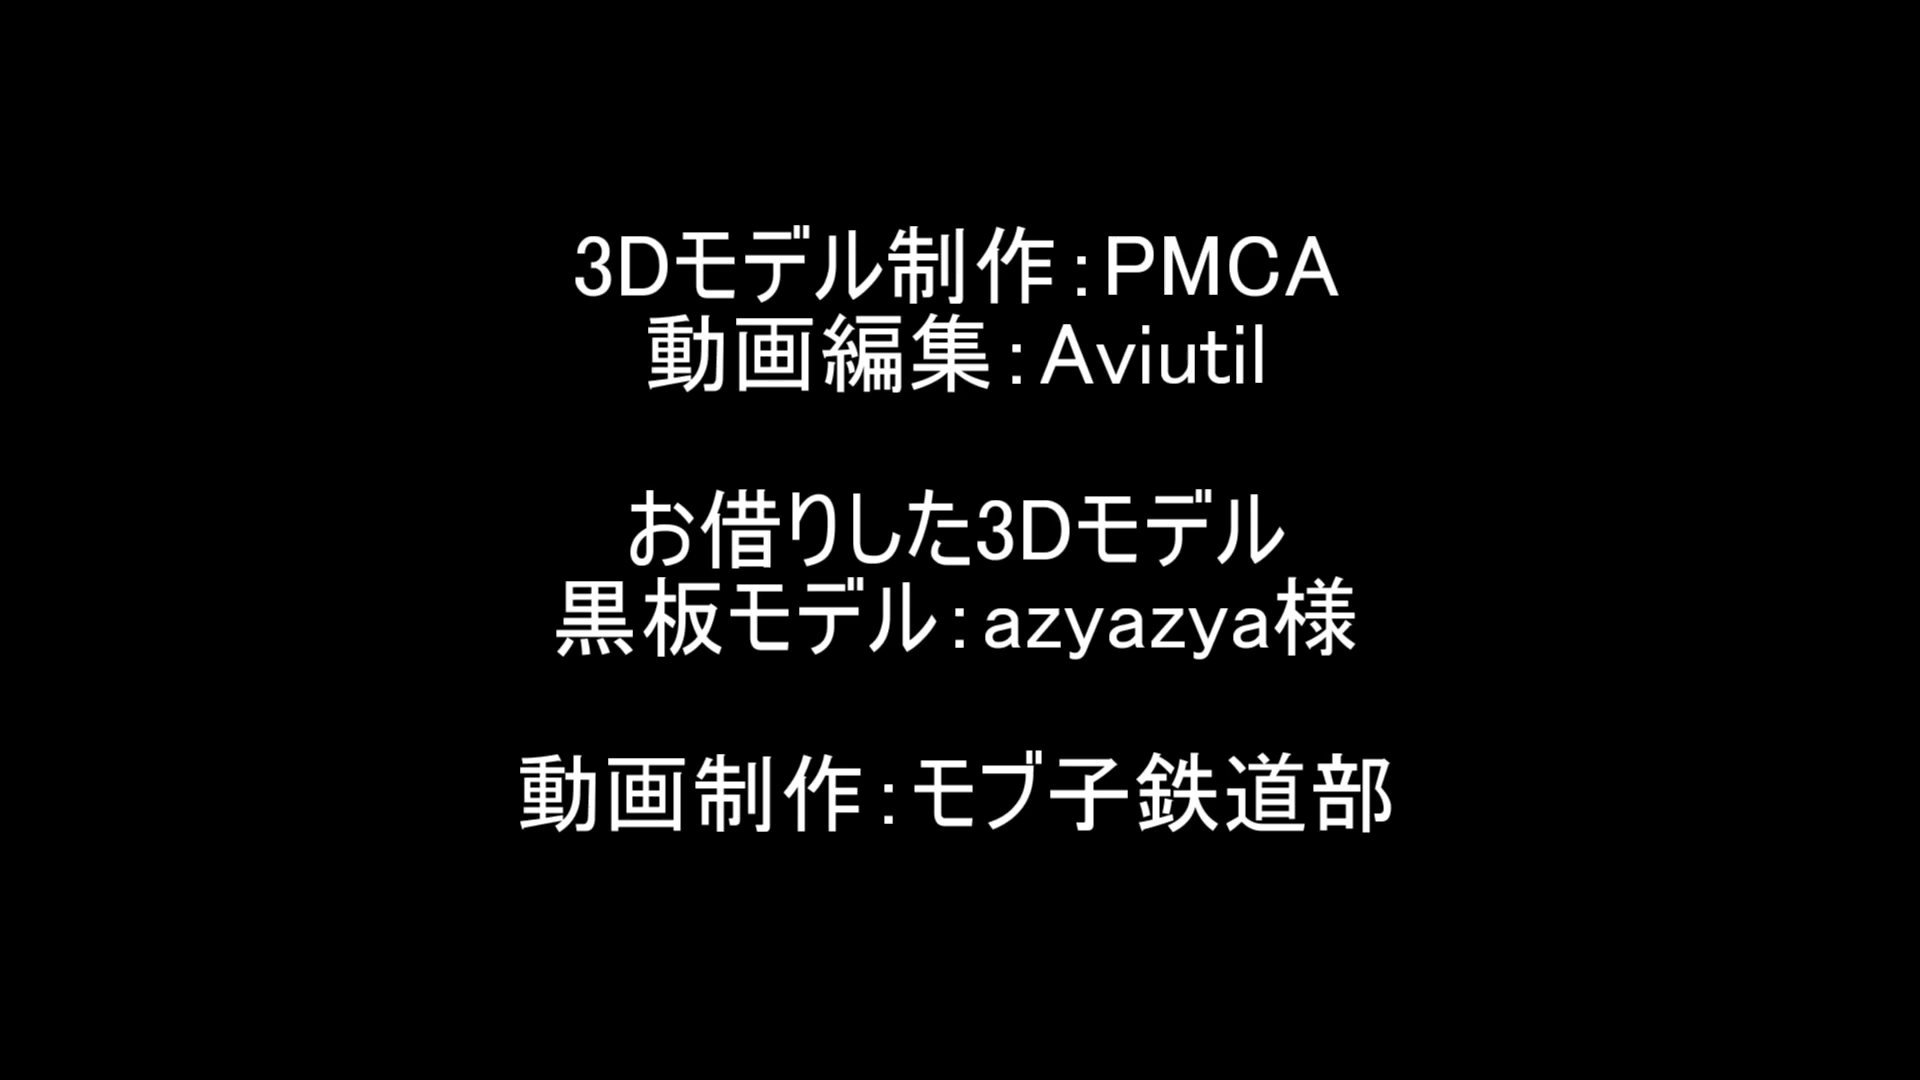 3Dモデル制作：PMCA
動画編集：Aviutil
お借りした3Dモデル
黒板モデル：azyazya様
動画制作：モブ子鉄道部